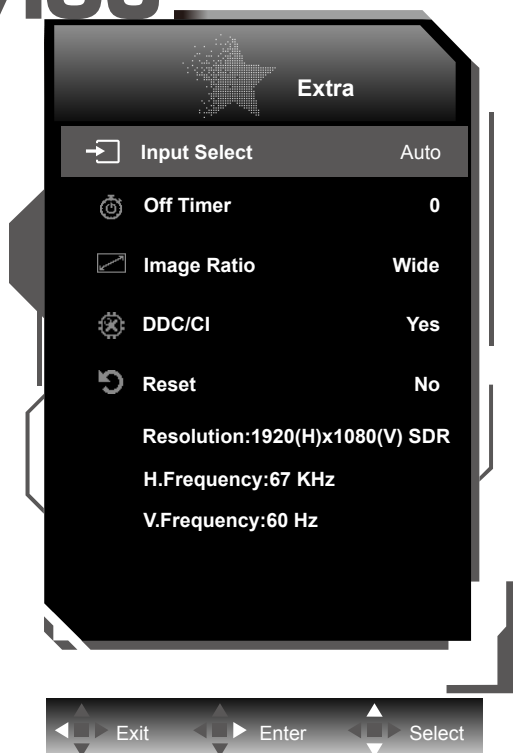 Extra
Input Select Auto
Off Timer 0
Image Ratio Wide
DDC/CI Yes
Reset No
Resolution:1920(H)x1080(V) SDR
H.Frequency:67 KHz
V.Frequency:60 Hz
Exit Enter Select